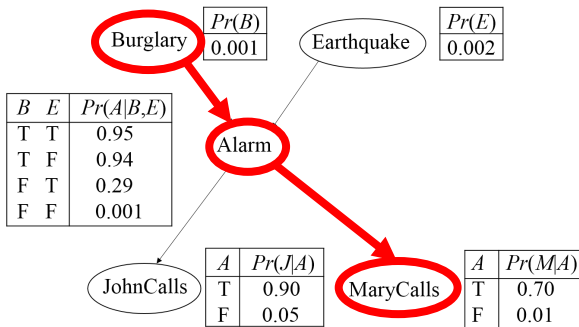 Burglary
Pr(B)
0.001
Earthquake
Pr(E)
0.002
B E Pr(A|B,E)
T T 0.95
T F 0.94
F T 0.29
F F 0.001
Alarm
JohnCalls
A Pr(J|A)
T 0.90
F 0.05
MaryCalls
A Pr(M|A)
T 0.70
F 0.01